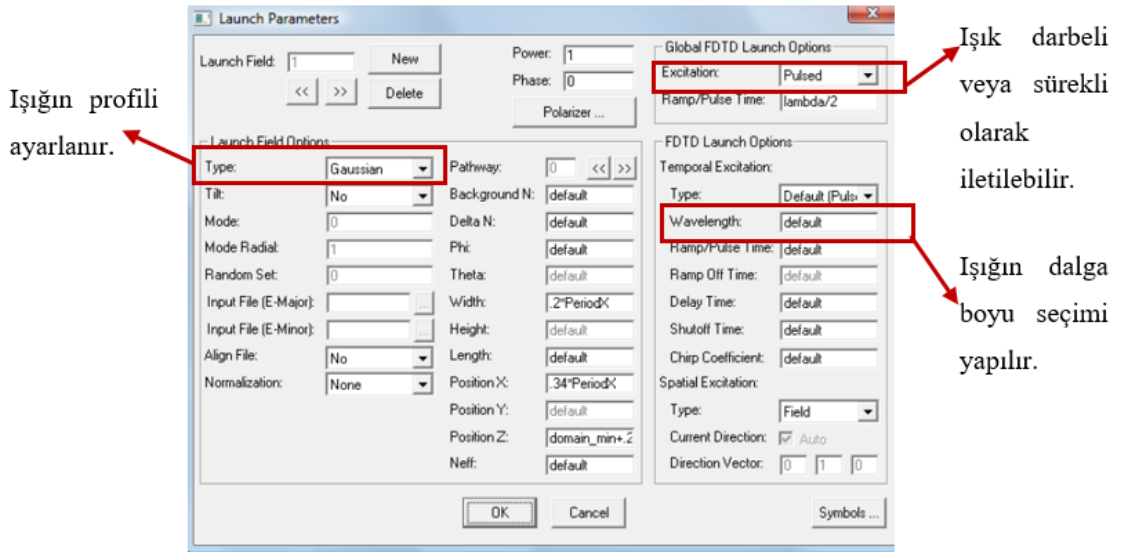 Launch Parameters
Launch Field: 1
New
<< >>
Delete
Power: 1
Phase: 0
Polarizer ...
Global FDTD Launch Options
Excitation: Pulsed
Ramp/Pulse Time: lambda/2
Işığın profili
ayarlanır.
Launch Field Options
Type: Gaussian
Tilt: No
Mode: 0
Mode Radial: 1
Random Set: 0
Input File (E-Major): ...
Input File (E-Minor): ...
Align File: No
Normalization: None
Pathway: 0 << >>
Background N: default
Delta N: default
Phi: default
Theta: default
Width: .2*PeriodX
Height: default
Length: default
Position X: .34*PeriodX
Position Y: default
Position Z: domain_min+.2
Neff: default
FDTD Launch Options
Temporal Excitation:
Type: Default (Puls
Wavelength: default
Ramp/Pulse Time: default
Ramp Off Time: default
Delay Time: default
Shutoff Time: default
Chirp Coefficient: default
Spatial Excitation:
Type: Field
Current Direction: Auto
Direction Vector: 0 1 0
OK
Cancel
Symbols ...
Işık darbeli
veya sürekli
olarak
iletilebilir.
Işığın dalga
boyu seçimi
yapılır.